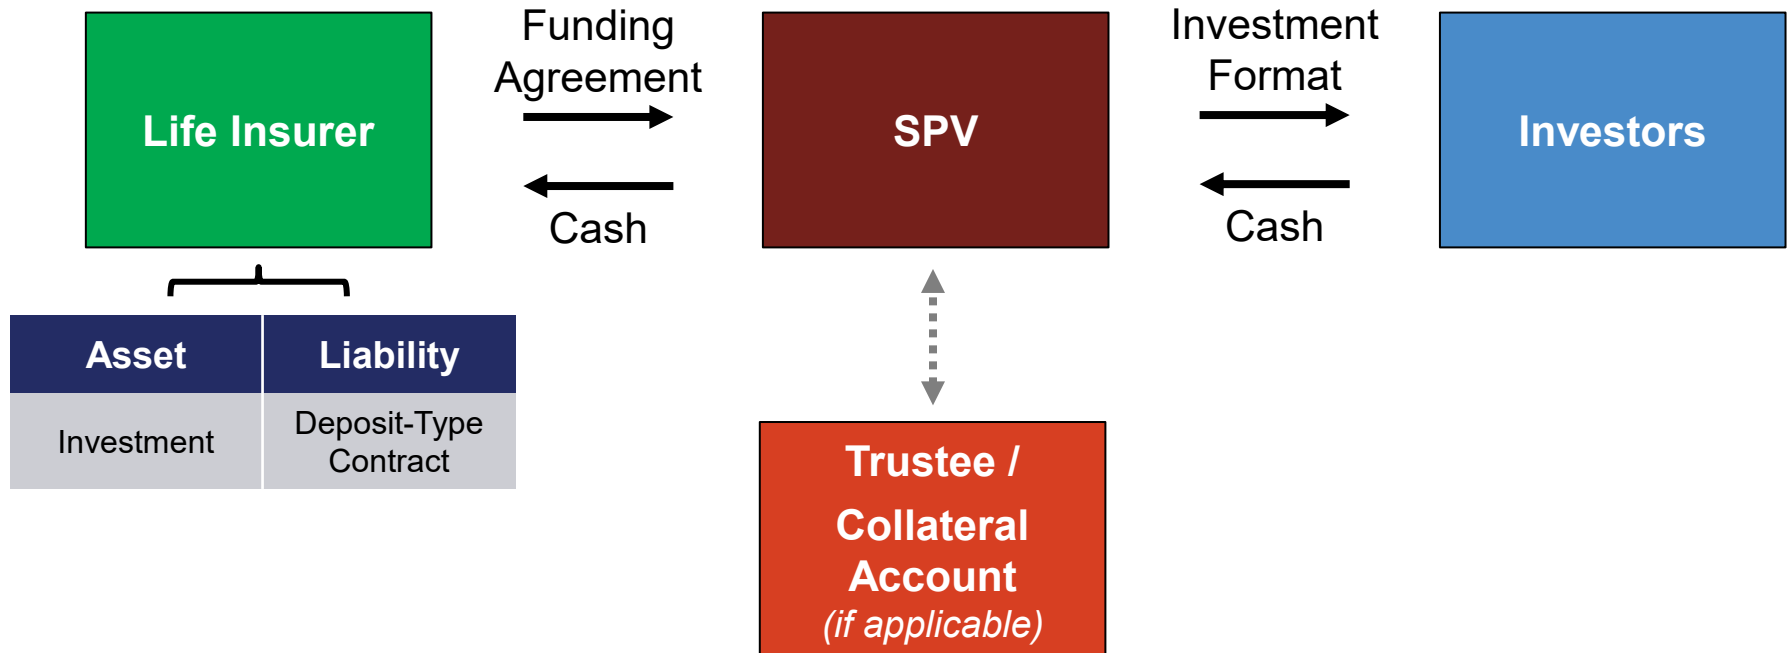 Life Insurer
Funding
Agreement
Cash
SPV
Investment
Format
Cash
Investors
Asset
Liability
Investment
Deposit-Type
Contract
Trustee /
Collateral
Account
(if applicable)